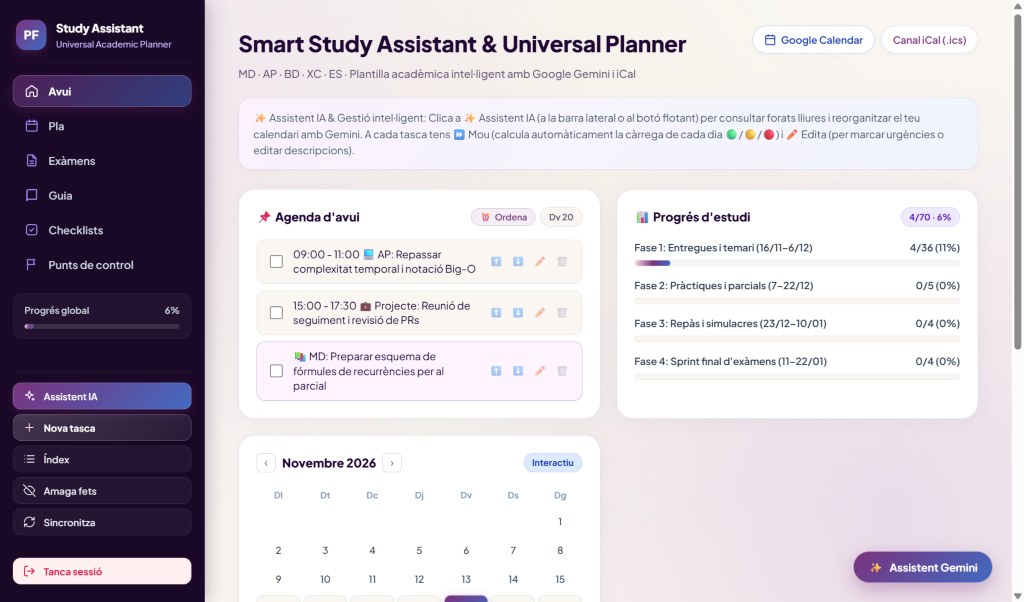 PF
Study Assistant
Universal Academic Planner
Avui
Pla
Exàmens
Guia
Checklists
Punts de control
Progrés global 6%
Assistent IA
Nova tasca
Índex
Amaga fets
Sincronitza
Tanca sessió
Smart Study Assistant & Universal Planner
Google Calendar
Canal iCal (.ics)
MD · AP · BD · XC · ES · Plantilla acadèmica intel·ligent amb Google Gemini i iCal
✨ Assistent IA & Gestió intel·ligent: Clica a ✨ Assistent IA (a la barra lateral o al botó flotant) per consultar forats lliures i reorganitzar el teu
calendari amb Gemini. A cada tasca tens ⏩ Mou (calcula automàticament la càrrega de cada dia 🟢/🟡/🔴) i ✏️ Edita (per marcar urgències o
editar descripcions).
📌 Agenda d'avui
⏰ Ordena
Dv 20
09:00 - 11:00 💻 AP: Repassar
complexitat temporal i notació Big-O
15:00 - 17:30 💼 Projecte: Reunió de
seguiment i revisió de PRs
📚 MD: Preparar esquema de
fórmules de recurrències per al
parcial
📊 Progrés d'estudi
4/70 · 6%
Fase 1: Entregues i temari (16/11–6/12) 4/36 (11%)
Fase 2: Pràctiques i parcials (7–22/12) 0/5 (0%)
Fase 3: Repàs i simulacres (23/12–10/01) 0/4 (0%)
Fase 4: Sprint final d'exàmens (11–22/01) 0/4 (0%)
‹ Novembre 2026 ›
Interactiu
Dl Dt Dc Dj Dv Ds Dg
1
2 3 4 5 6 7 8
9 10 11 12 13 14 15
✨ Assistent Gemini